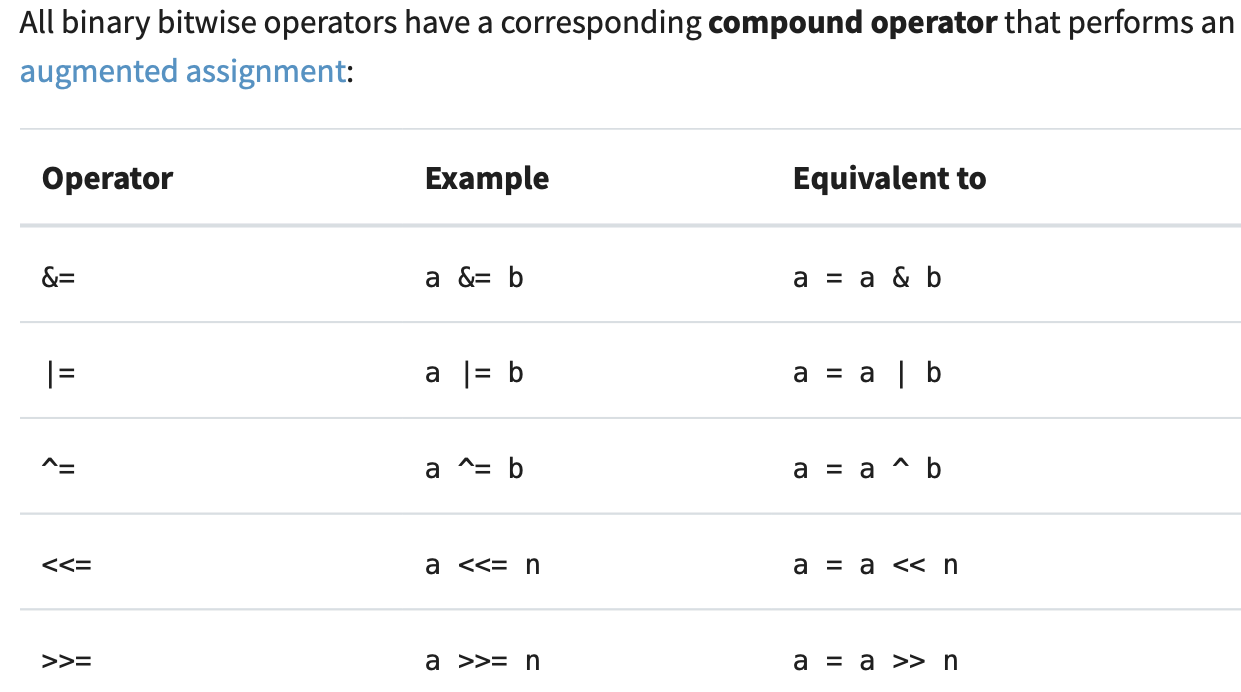 All binary bitwise operators have a corresponding compound operator that performs an
augmented assignment:
Operator Example Equivalent to
&= a &= b a = a & b
|= a |= b a = a | b
^= a ^= b a = a ^ b
<<= a <<= n a = a << n
>>= a >>= n a = a >> n